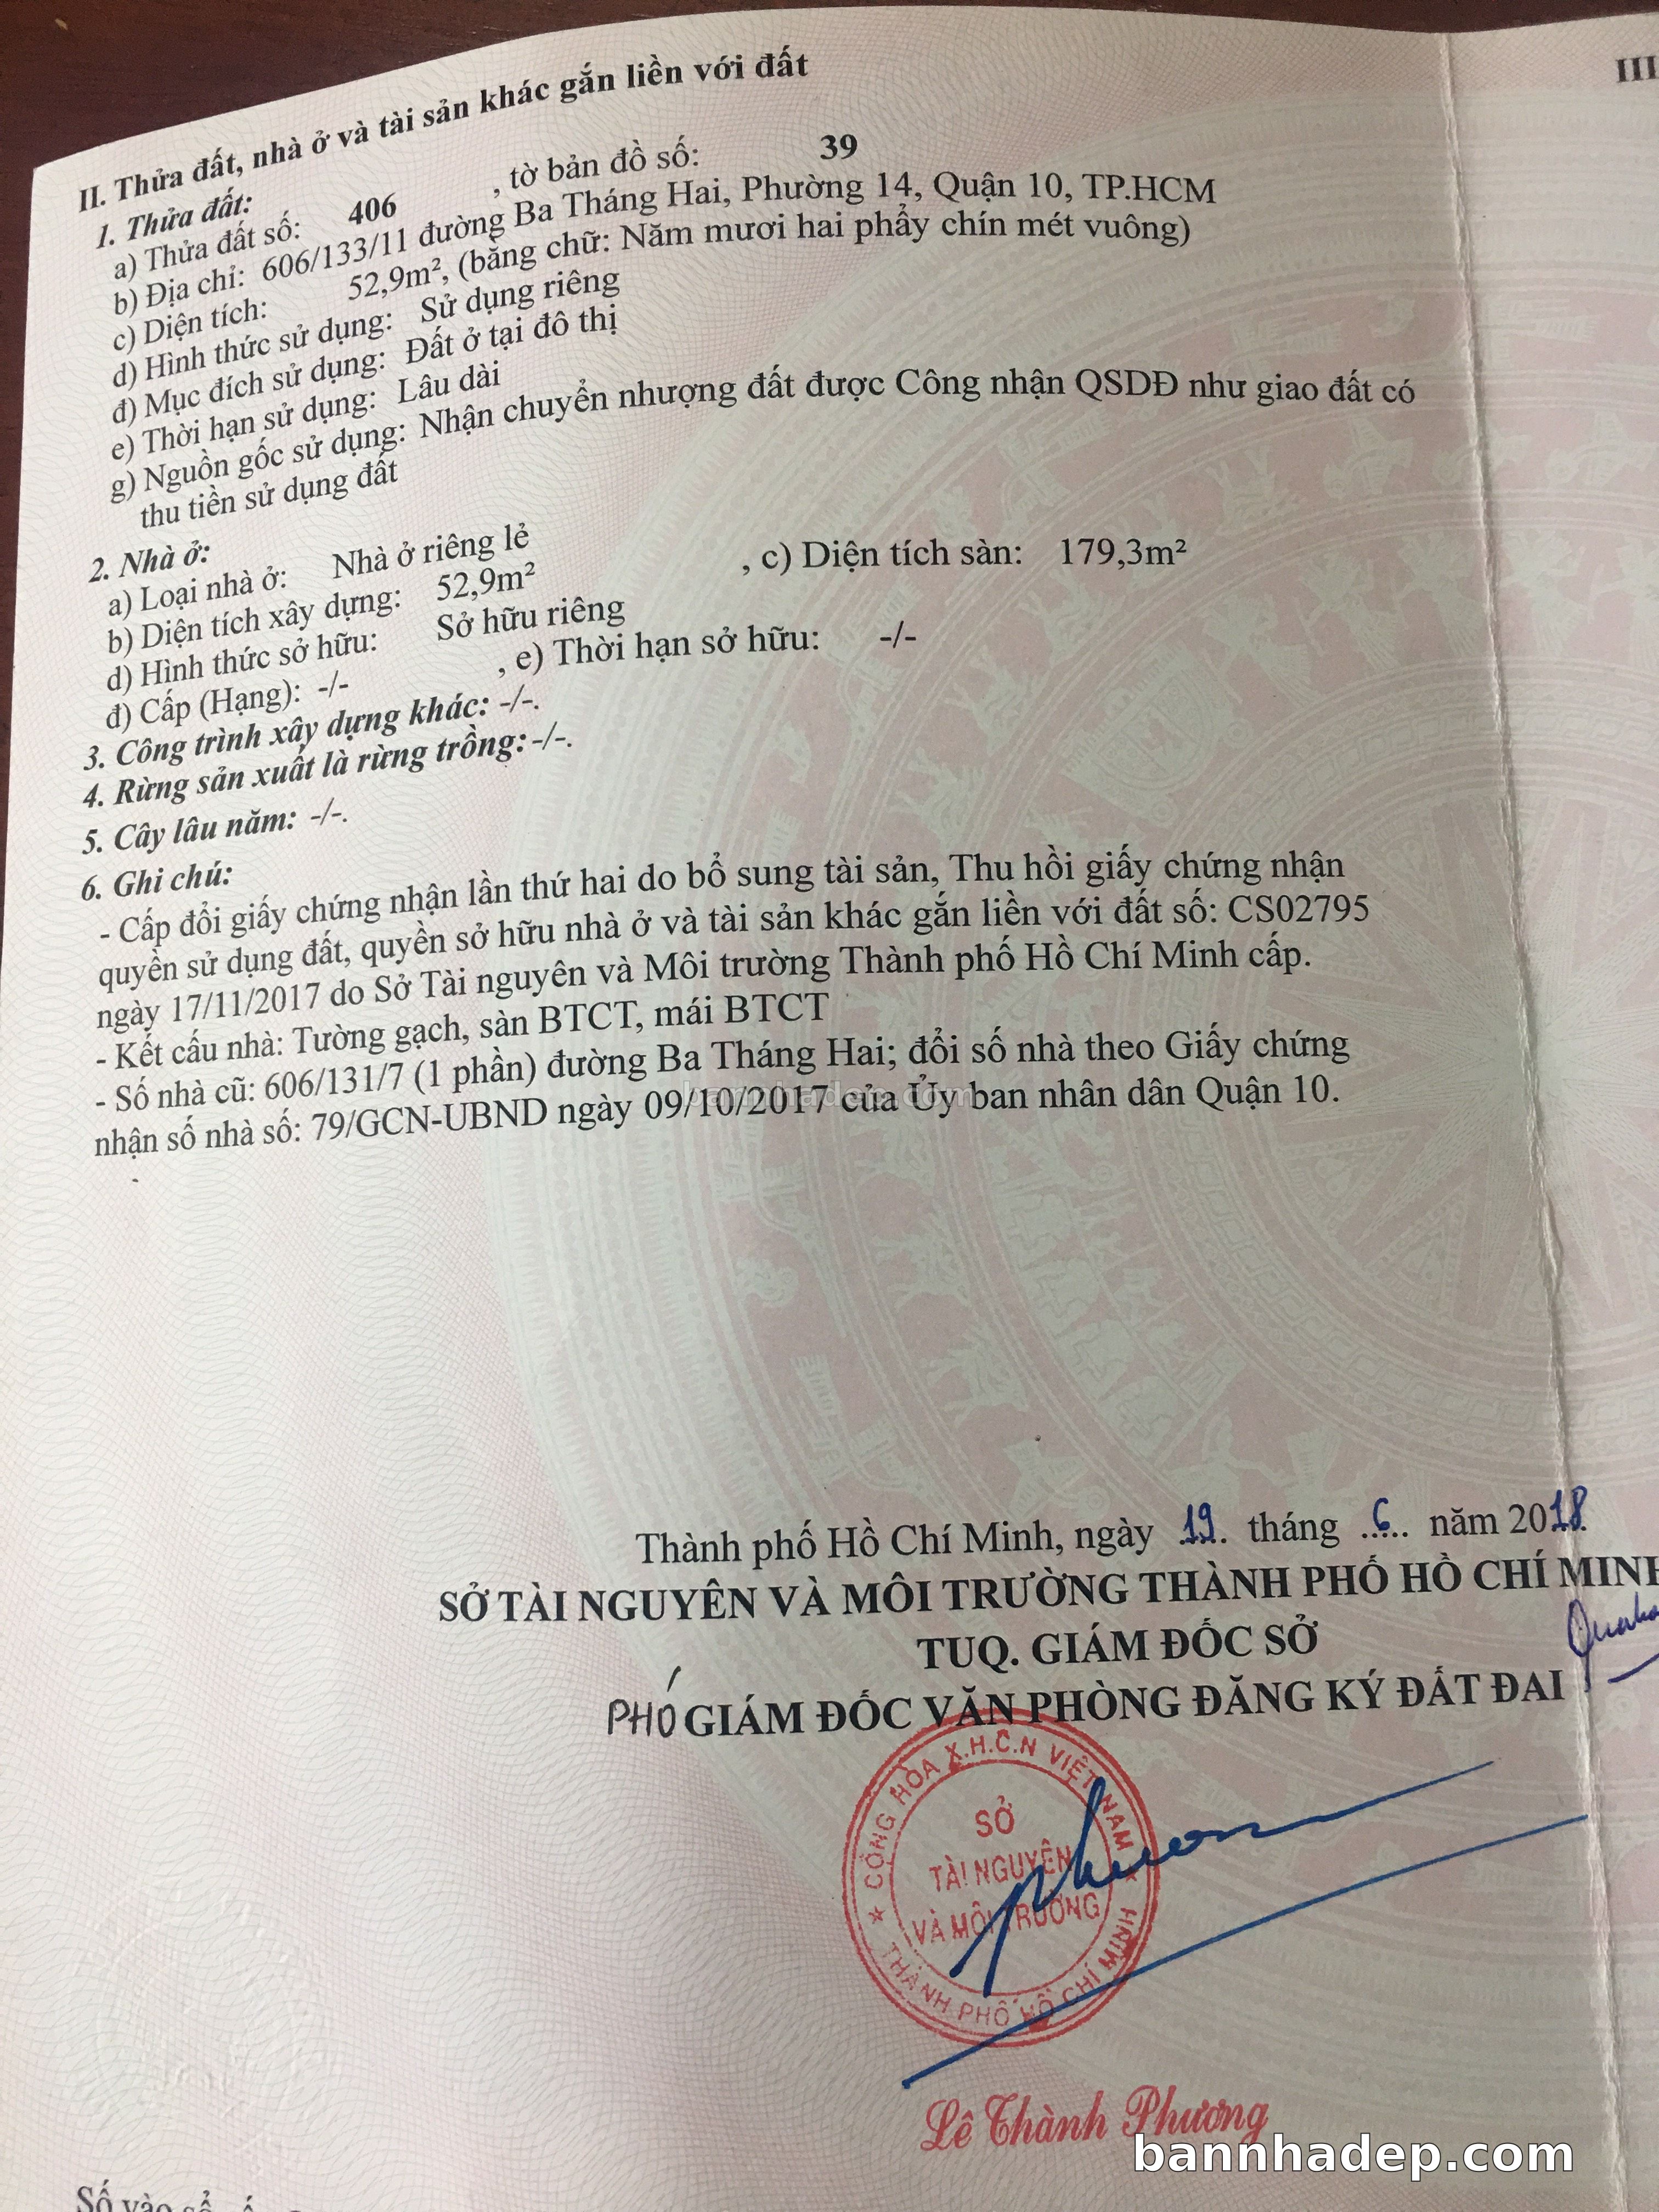 II. Thửa đất, nhà ở và tài sản khác gắn liền với đất
III
1. Thửa đất:
a) Thửa đất số: 406 , tờ bản đồ số: 39
b) Địa chỉ: 606/133/11 đường Ba Tháng Hai, Phường 14, Quận 10, TP.HCM
c) Diện tích: 52,9m², (bằng chữ: Năm mươi hai phẩy chín mét vuông)
d) Hình thức sử dụng: Sử dụng riêng
đ) Mục đích sử dụng: Đất ở tại đô thị
e) Thời hạn sử dụng: Lâu dài
g) Nguồn gốc sử dụng: Nhận chuyển nhượng đất được Công nhận QSDĐ như giao đất có
thu tiền sử dụng đất
2. Nhà ở:
a) Loại nhà ở: Nhà ở riêng lẻ
b) Diện tích xây dựng: 52,9m² , c) Diện tích sàn: 179,3m²
d) Hình thức sở hữu: Sở hữu riêng
đ) Cấp (Hạng): -/- , e) Thời hạn sở hữu: -/-
3. Công trình xây dựng khác: -/-.
4. Rừng sản xuất là rừng trồng: -/-.
5. Cây lâu năm: -/-.
6. Ghi chú:
- Cấp đổi giấy chứng nhận lần thứ hai do bổ sung tài sản, Thu hồi giấy chứng nhận
quyền sử dụng đất, quyền sở hữu nhà ở và tài sản khác gắn liền với đất số: CS02795
ngày 17/11/2017 do Sở Tài nguyên và Môi trường Thành phố Hồ Chí Minh cấp.
- Kết cấu nhà: Tường gạch, sàn BTCT, mái BTCT
- Số nhà cũ: 606/131/7 (1 phần) đường Ba Tháng Hai; đổi số nhà theo Giấy chứng
nhận số nhà số: 79/GCN-UBND ngày 09/10/2017 của Ủy ban nhân dân Quận 10.
bannhadep.com
Thành phố Hồ Chí Minh, ngày 19 tháng 6 năm 2018
SỞ TÀI NGUYÊN VÀ MÔI TRƯỜNG THÀNH PHỐ HỒ CHÍ MINH
TUQ. GIÁM ĐỐC SỞ
PHÓ GIÁM ĐỐC VĂN PHÒNG ĐĂNG KÝ ĐẤT ĐAI
CỘNG HÒA X.H.C.N VIỆT NAM
SỞ
TÀI NGUYÊN
VÀ MÔI TRƯỜNG
THÀNH PHỐ HỒ CHÍ MINH
Lê Thành Phương
bannhadep.com
Số vào sổ